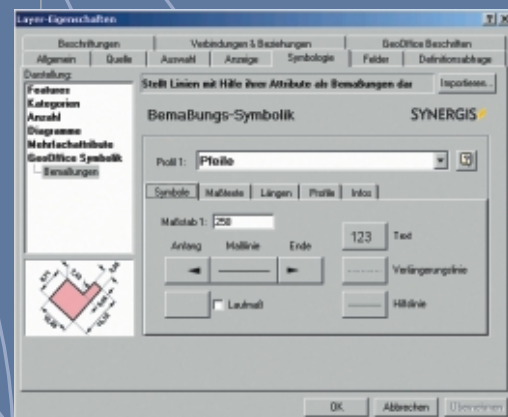 Layer-Eigenschaften
Beschriftungen Verbindungen & Beziehungen GeoOffice Beschriften
Allgemein Quelle Auswahl Anzeige Symbologie Felder Definitionsabfrage
Darstellung:
Features
Kategorien
Anzahl
Diagramme
Mehrfachattribute
GeoOffice Symbolik
Bemaßungen
Stellt Linien mit Hilfe ihrer Attribute als Bemaßungen dar
Importieren...
Bemaßungs-Symbolik
SYNERGIS
Profil 1: Pfeile
Symbole Maßtexte Längen Profile Infos
Maßstab 1: 250
Anfang Maßlinie Ende
123 Text
Verlängerungslinie
Laufmaß
Hilfslinie
OK Abbrechen Übernehmen